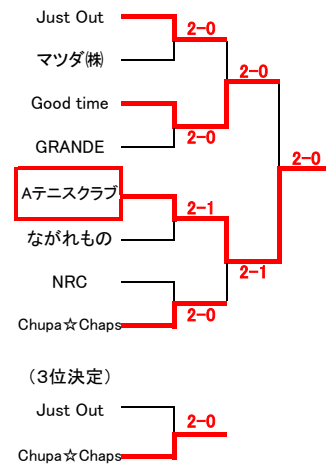 Just Out
2-0
マツダ㈱
2-0
Good time
2-0
GRANDE
2-0
Aテニスクラブ
2-1
ながれもの
2-1
NRC
2-0
Chupa☆Chaps
（３位決定）
Just Out
2-0
Chupa☆Chaps